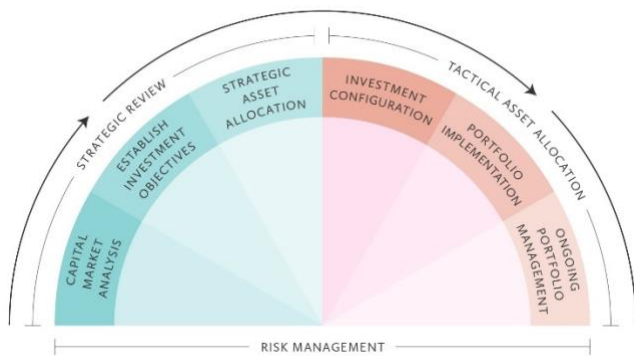 STRATEGIC REVIEW
TACTICAL ASSET ALLOCATION
CAPITAL
MARKET
ANALYSIS
ESTABLISH
INVESTMENT
OBJECTIVES
STRATEGIC
ASSET
ALLOCATION
INVESTMENT
CONFIGURATION
PORTFOLIO
IMPLEMENTATION
ONGOING
PORTFOLIO
MANAGEMENT
RISK MANAGEMENT